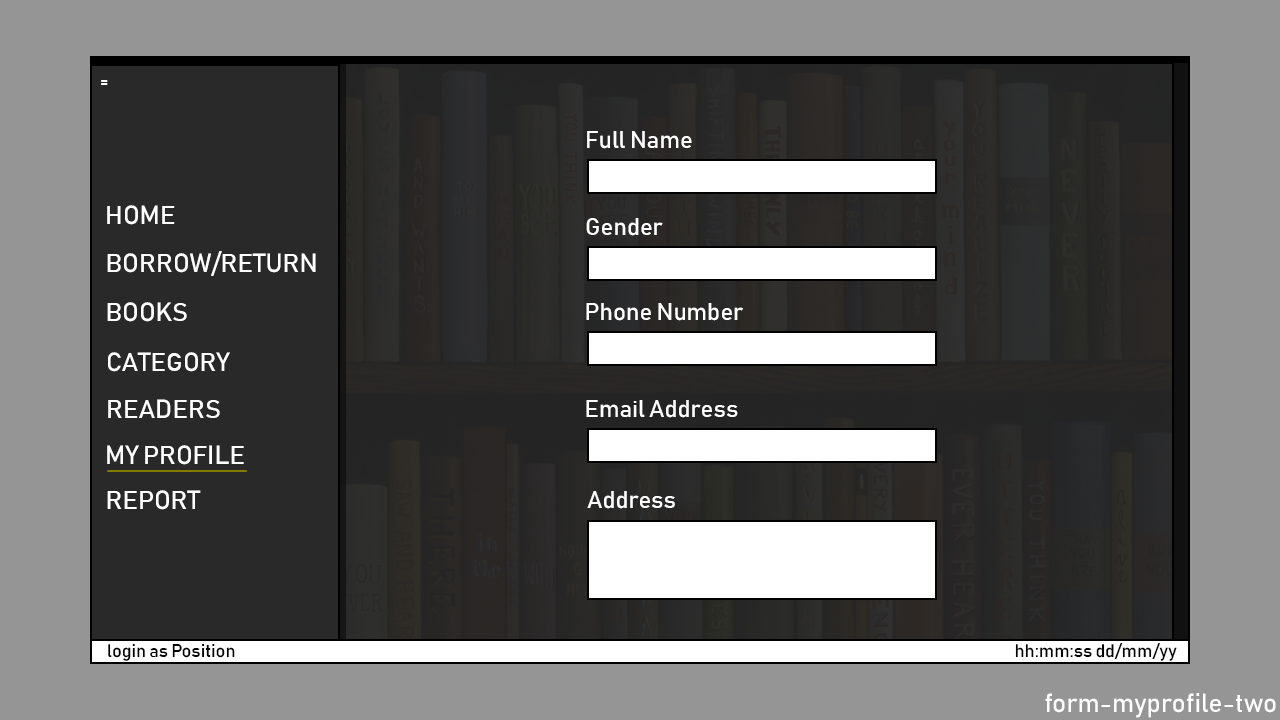 =
HOME
BORROW/RETURN
BOOKS
CATEGORY
READERS
MY PROFILE
REPORT
Full Name
Gender
Phone Number
Email Address
Address
login as Position
hh:mm:ss dd/mm/yy
form-myprofile-two